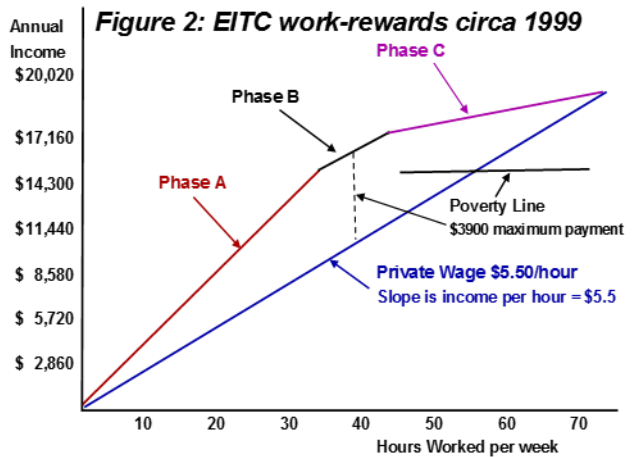 Figure 2: EITC work-rewards circa 1999
Annual
Income
$20,020
$17,160
$14,300
$11,440
$ 8,580
$ 5,720
$ 2,860
Phase C
Phase B
Phase A
Poverty Line
$3900 maximum payment
Private Wage $5.50/hour
Slope is income per hour = $5.5
10 20 30 40 50 60 70
Hours Worked per week